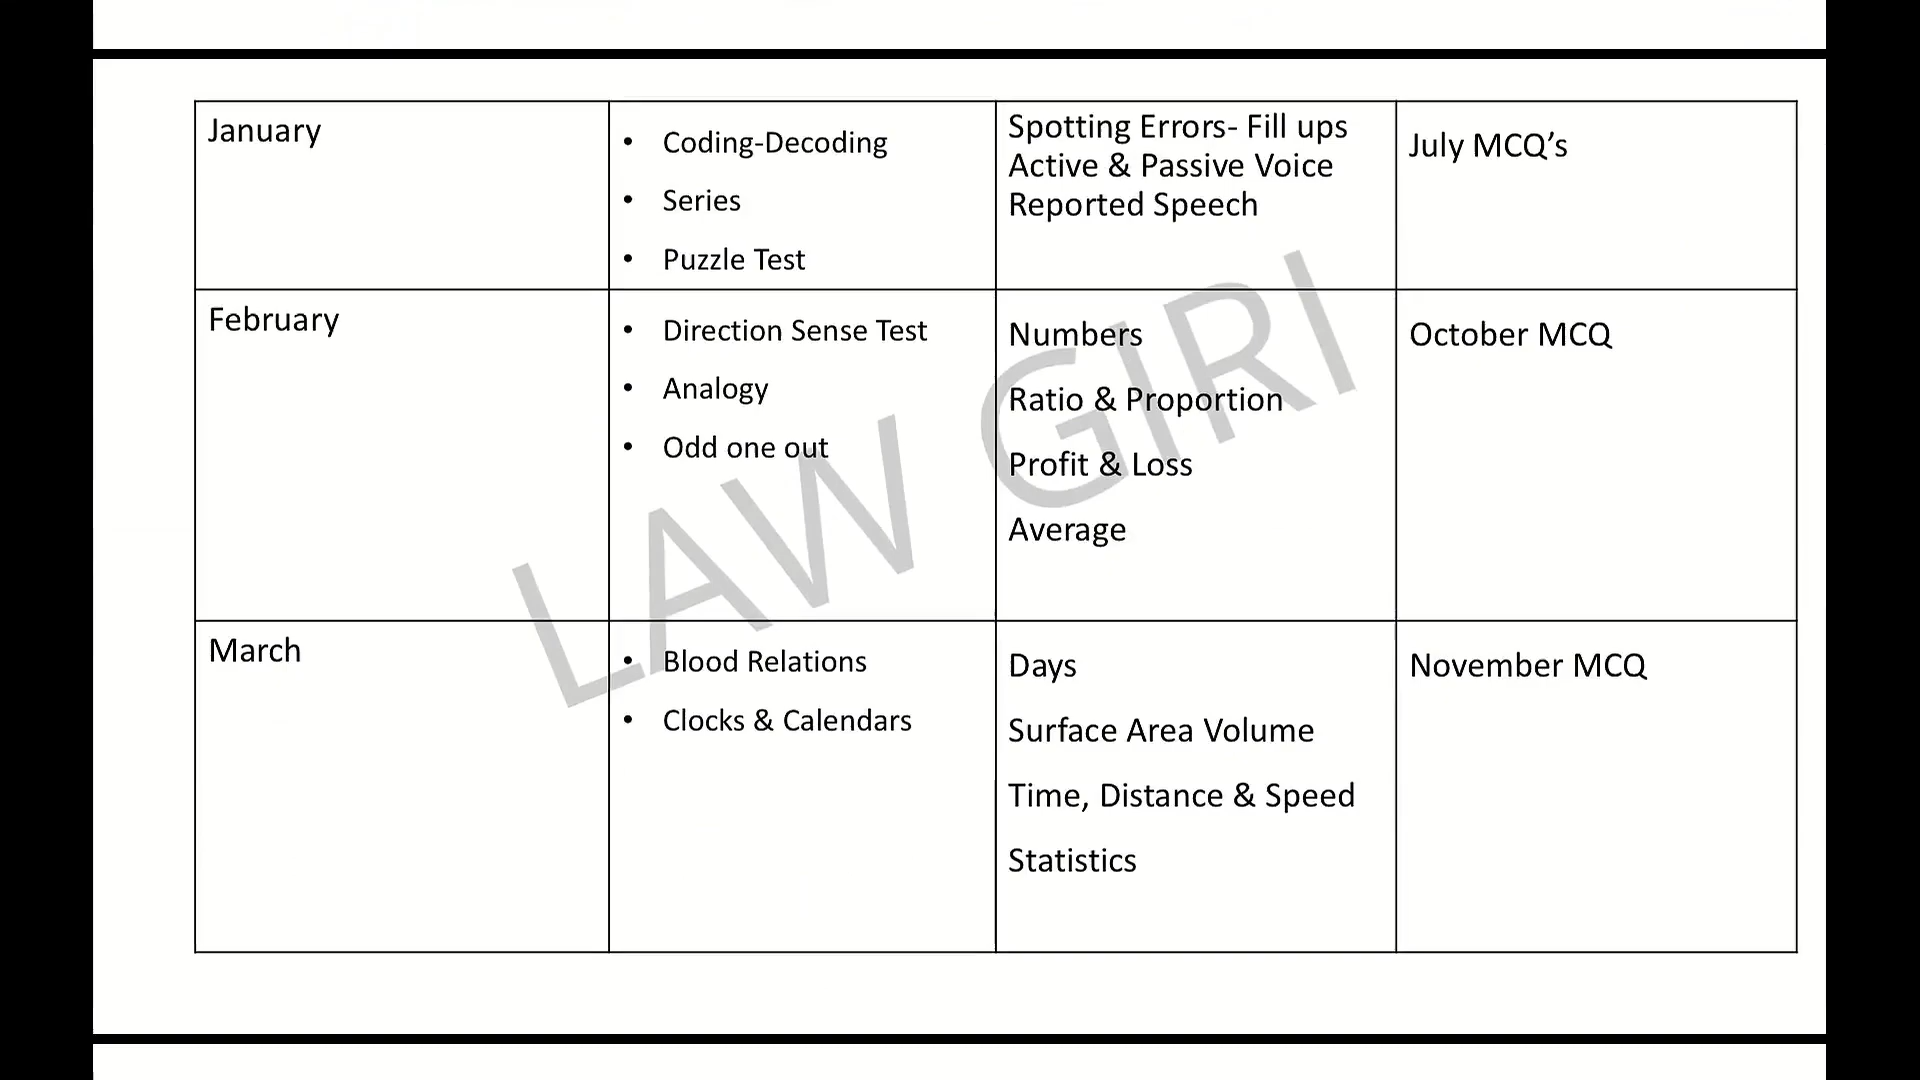 January
• Coding-Decoding
• Series
• Puzzle Test
Spotting Errors- Fill ups
Active & Passive Voice
Reported Speech
July MCQ’s
February
• Direction Sense Test
• Analogy
• Odd one out
Numbers
Ratio & Proportion
Profit & Loss
Average
October MCQ
March
• Blood Relations
• Clocks & Calendars
Days
Surface Area Volume
Time, Distance & Speed
Statistics
November MCQ
LAW GIRI